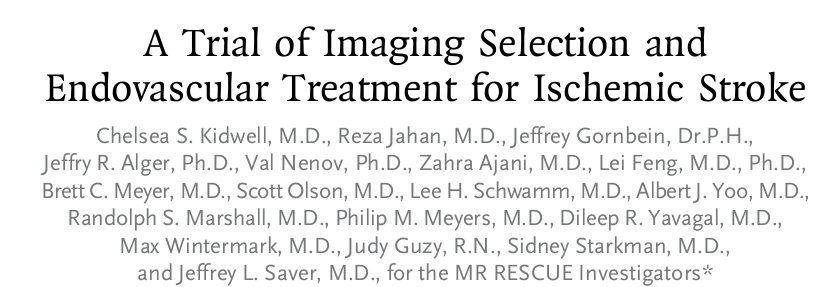 A Trial of Imaging Selection and
Endovascular Treatment for Ischemic Stroke
Chelsea S. Kidwell, M.D., Reza Jahan, M.D., Jeffrey Gornbein, Dr.P.H.,
Jeffry R. Alger, Ph.D., Val Nenov, Ph.D., Zahra Ajani, M.D., Lei Feng, M.D., Ph.D.,
Brett C. Meyer, M.D., Scott Olson, M.D., Lee H. Schwamm, M.D., Albert J. Yoo, M.D.,
Randolph S. Marshall, M.D., Philip M. Meyers, M.D., Dileep R. Yavagal, M.D.,
Max Wintermark, M.D., Judy Guzy, R.N., Sidney Starkman, M.D.,
and Jeffrey L. Saver, M.D., for the MR RESCUE Investigators*